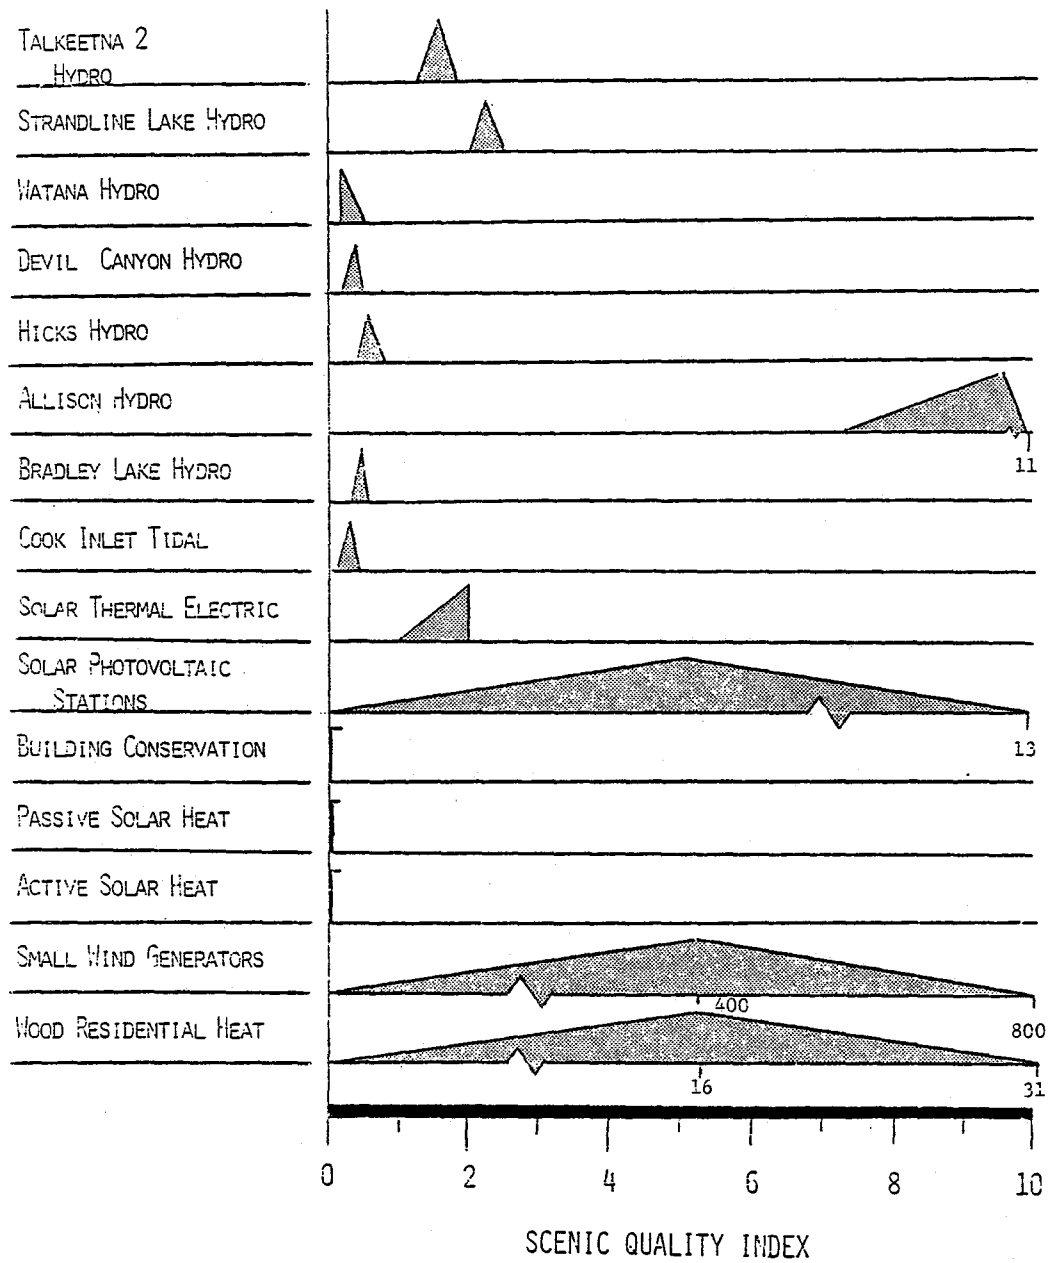 TALKEETNA 2
HYDRO
STRANDLINE LAKE HYDRO
WATANA HYDRO
DEVIL CANYON HYDRO
HICKS HYDRO
ALLISON HYDRO
11
BRADLEY LAKE HYDRO
COOK INLET TIDAL
SOLAR THERMAL ELECTRIC
SOLAR PHOTOVOLTAIC
STATIONS
13
BUILDING CONSERVATION
PASSIVE SOLAR HEAT
ACTIVE SOLAR HEAT
SMALL WIND GENERATORS
400
800
WOOD RESIDENTIAL HEAT
16
31
0 2 4 6 8 10
SCENIC QUALITY INDEX